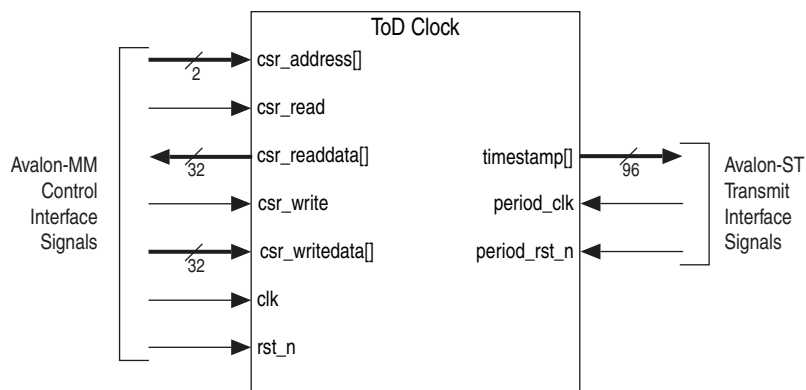 ToD Clock
csr_address[]
2
csr_read
csr_readdata[]
32
csr_write
csr_writedata[]
32
clk
rst_n
Avalon-MM
Control
Interface
Signals
timestamp[]
96
period_clk
period_rst_n
Avalon-ST
Transmit
Interface
Signals